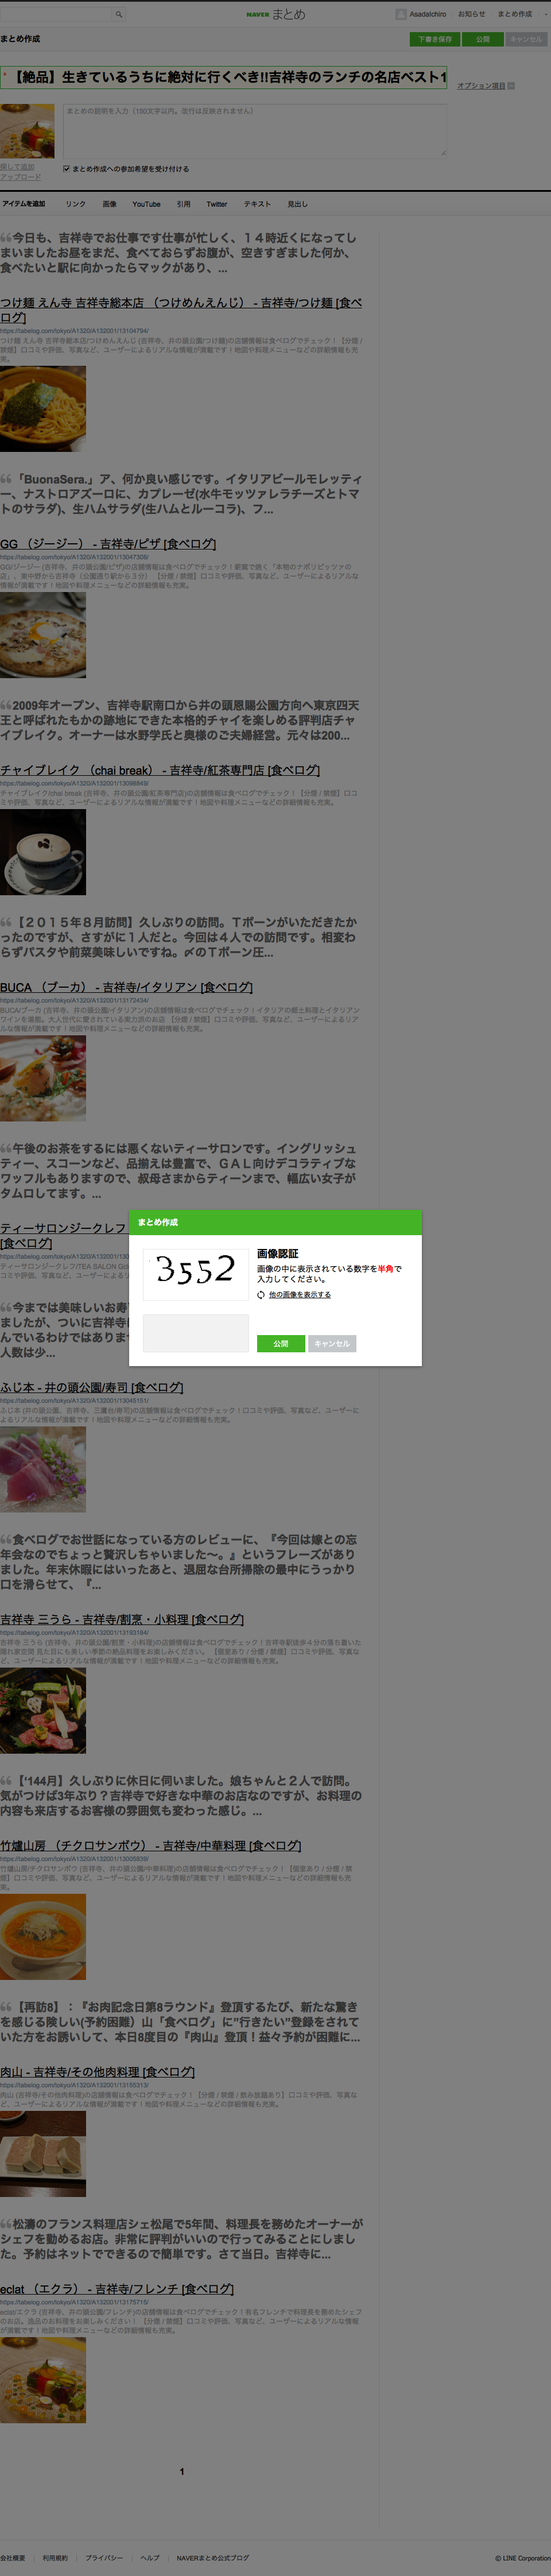 NAVER まとめ
Asadaichiro お知らせ まとめ作成
まとめ作成
下書き保存 公開 キャンセル
【絶品】生きているうちに絶対に行くべき!!吉祥寺のランチの名店ベスト1
オプション項目
まとめの説明を入力（150文字以内。改行は反映されません）
探して追加
アップロード
まとめ作成への参加希望を受け付ける
アイテムを追加 リンク 画像 YouTube 引用 Twitter テキスト 見出し
今日も、吉祥寺でお仕事です仕事が忙しく、１４時近くになってし
まいましたお昼をまだ、食べておらずお腹が、空きすぎました何か、
食べたいと駅に向かったらマックがあり、...
つけ麺 えん寺 吉祥寺総本店 （つけめんえんじ） - 吉祥寺/つけ麺 [食べ
ログ]
https://tabelog.com/tokyo/A1320/A132001/13104794/
つけ麺 えん寺 吉祥寺総本店/つけめんえんじ (吉祥寺、井の頭公園/つけ麺)の店舗情報は食べログでチェック！【分煙 /
禁煙】口コミや評価、写真など、ユーザーによるリアルな情報が満載です！地図や料理メニューなどの詳細情報も充
実。
「BuonaSera.」ア、何か良い感じです。イタリアビールモレッティ
ー、ナストロアズーロに、カプレーゼ(水牛モッツァレラチーズとトマ
トのサラダ)、生ハムサラダ(生ハムとルーコラ)、フ...
GG （ジージー） - 吉祥寺/ピザ [食べログ]
https://tabelog.com/tokyo/A1320/A132001/13047308/
GG/ジージー (吉祥寺、井の頭公園/ピザ)の店舗情報は食べログでチェック！薪窯で焼く「本物のナポリピッツァの
店」。東中野から吉祥寺（公園通り駅から３分） 【分煙 / 禁煙】口コミや評価、写真など、ユーザーによるリアルな
情報が満載です！地図や料理メニューなどの詳細情報も充実。
2009年オープン、吉祥寺駅南口から井の頭恩賜公園方向へ東京四天
王と呼ばれたもかの跡地にできた本格的チャイを楽しめる評判店チャ
イブレイク。オーナーは水野学氏と奥様のご夫婦経営。元々は200...
チャイブレイク （chai break） - 吉祥寺/紅茶専門店 [食べログ]
https://tabelog.com/tokyo/A1320/A132001/13098849/
チャイブレイク/chai break (吉祥寺、井の頭公園/紅茶専門店)の店舗情報は食べログでチェック！【分煙 / 禁煙】口コ
ミや評価、写真など、ユーザーによるリアルな情報が満載です！地図や料理メニューなどの詳細情報も充実。
【２０１５年８月訪問】久しぶりの訪問。Ｔボーンがいただきたか
ったのですが、さすがに１人だと。今回は４人での訪問です。相変わ
らずパスタや前菜美味しいですね。〆のＴボーン圧...
BUCA （ブーカ） - 吉祥寺/イタリアン [食べログ]
https://tabelog.com/tokyo/A1320/A132001/13172434/
BUCA/ブーカ (吉祥寺、井の頭公園/イタリアン)の店舗情報は食べログでチェック！イタリアの郷土料理とイタリアン
ワインを堪能。大人世代に愛されている実力派のお店 【分煙 / 禁煙】口コミや評価、写真など、ユーザーによるリア
ルな情報が満載です！地図や料理メニューなどの詳細情報も充実。
午後のお茶をするには悪くないティーサロンです。イングリッシュ
ティー、スコーンなど、品揃えは豊富で、ＧＡＬ向けデコラティブな
ワッフルもありますので、叔母さまからティーンまで、幅広い女子が
タムロしてます。...
ティーサロンジークレフ
[食べログ]
https://tabelog.com/tokyo/A1320/A132001/130
ティーサロンジークレフ/TEA SALON G
コミや評価、写真など、ユーザーによるリア
今までは美味しいお寿
ましたが、ついに吉祥寺に
んでいるわけではありませ
人数は少...
まとめ作成
3552
画像認証
画像の中に表示されている数字を半角で
入力してください。
他の画像を表示する
公開 キャンセル
ふじ本 - 井の頭公園/寿司 [食べログ]
https://tabelog.com/tokyo/A1320/A132001/13045151/
ふじ本 (井の頭公園、吉祥寺、三鷹台/寿司)の店舗情報は食べログでチェック！口コミや評価、写真など、ユーザーに
よるリアルな情報が満載です！地図や料理メニューなどの詳細情報も充実。
食べログでお世話になっている方のレビューに、『今回は嫁との忘
年会なのでちょっと贅沢しちゃいました〜。』というフレーズがあり
ました。年末休暇にはいったあと、退屈な台所掃除の最中にうっかり
口を滑らせて、『...
吉祥寺 三うら - 吉祥寺/割烹・小料理 [食べログ]
https://tabelog.com/tokyo/A1320/A132001/13193184/
吉祥寺 三うら (吉祥寺、井の頭公園/割烹・小料理)の店舗情報は食べログでチェック！吉祥寺駅徒歩４分の落ち着いた
隠れ家空間 見た目にも美しい季節の絶品料理をお楽しみください。 【個室あり / 分煙 / 禁煙】口コミや評価、写真な
ど、ユーザーによるリアルな情報が満載です！地図や料理メニューなどの詳細情報も充実。
【‘144月】久しぶりに休日に伺いました。娘ちゃんと２人で訪問。
気がつけば3年ぶり？吉祥寺で好きな中華のお店なのですが、お料理の
内容も来店するお客様の雰囲気も変わった感じ。...
竹爐山房 （チクロサンボウ） - 吉祥寺/中華料理 [食べログ]
https://tabelog.com/tokyo/A1320/A132001/13005839/
竹爐山房/チクロサンボウ (吉祥寺、井の頭公園/中華料理)の店舗情報は食べログでチェック！【個室あり / 分煙 / 禁
煙】口コミや評価、写真など、ユーザーによるリアルな情報が満載です！地図や料理メニューなどの詳細情報も充
実。
【再訪8】：『お肉記念日第8ラウンド』登頂するたび、新たな驚き
を感じる険しい(予約困難）山「食べログ」に”行きたい”登録をされて
いた方をお誘いして、本日8度目の『肉山』登頂！益々予約が困難に...
肉山 - 吉祥寺/その他肉料理 [食べログ]
https://tabelog.com/tokyo/A1320/A132001/13155313/
肉山 (吉祥寺/その他肉料理)の店舗情報は食べログでチェック！【分煙 / 禁煙 / 飲み放題あり】口コミや評価、写真な
ど、ユーザーによるリアルな情報が満載です！地図や料理メニューなどの詳細情報も充実。
松濤のフランス料理店シェ松尾で5年間、料理長を務めたオーナーが
シェフを勤めるお店。非常に評判がいいので行ってみることにしまし
た。予約はネットでできるので簡単です。さて当日。吉祥寺に...
eclat （エクラ） - 吉祥寺/フレンチ [食べログ]
https://tabelog.com/tokyo/A1320/A132001/13175715/
eclat/エクラ (吉祥寺、井の頭公園/フレンチ)の店舗情報は食べログでチェック！有名フレンチで料理長を務めたシェフ
のお店。逸品のお料理をお楽しみください！ 【分煙 / 禁煙】口コミや評価、写真など、ユーザーによるリアルな情報
が満載です！地図や料理メニューなどの詳細情報も充実。
1
会社概要 利用規約 プライバシー ヘルプ NAVERまとめ公式ブログ
© LINE Corporation